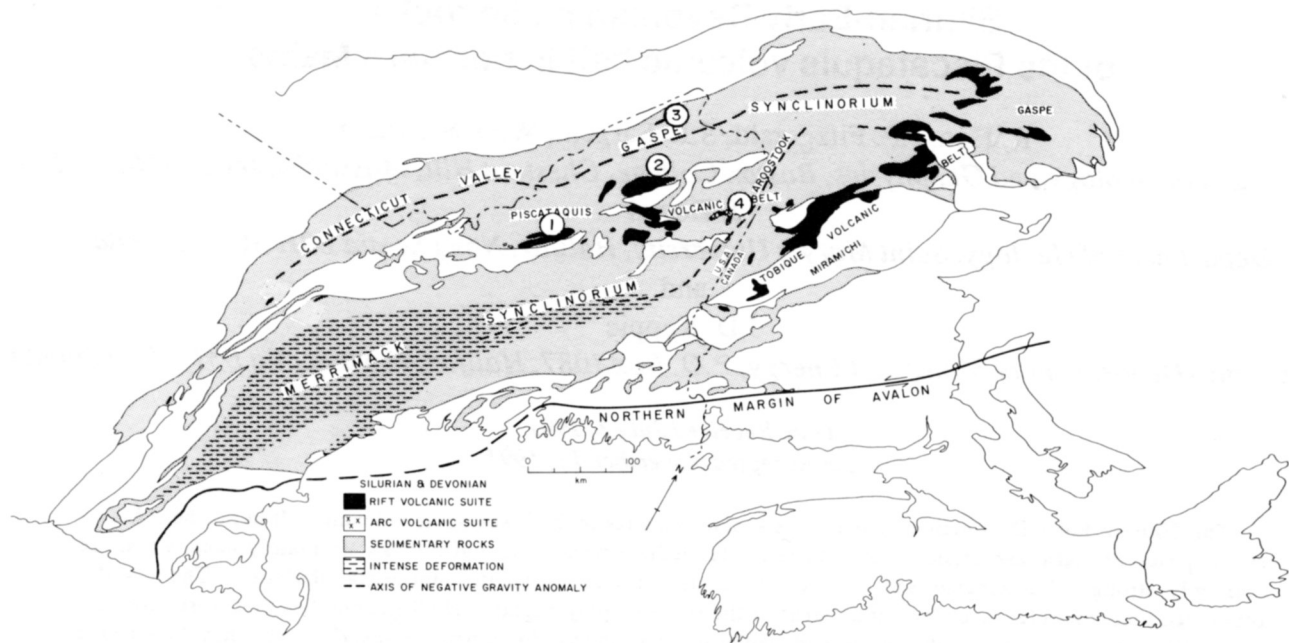 CONNECTICUT VALLEY GASPE SYNCLINORIUM
GASPE
3
2
1
4
PISCATAQUIS VOLCANIC BELT
AROOSTOOK
BELT
TOBIQUE VOLCANIC
MIRAMICHI
U.S.A.
CANADA
MERRIMACK SYNCLINORIUM
NORTHERN MARGIN OF AVALON
0 100
km
N
SILURIAN & DEVONIAN
RIFT VOLCANIC SUITE
ARC VOLCANIC SUITE
SEDIMENTARY ROCKS
INTENSE DEFORMATION
AXIS OF NEGATIVE GRAVITY ANOMALY